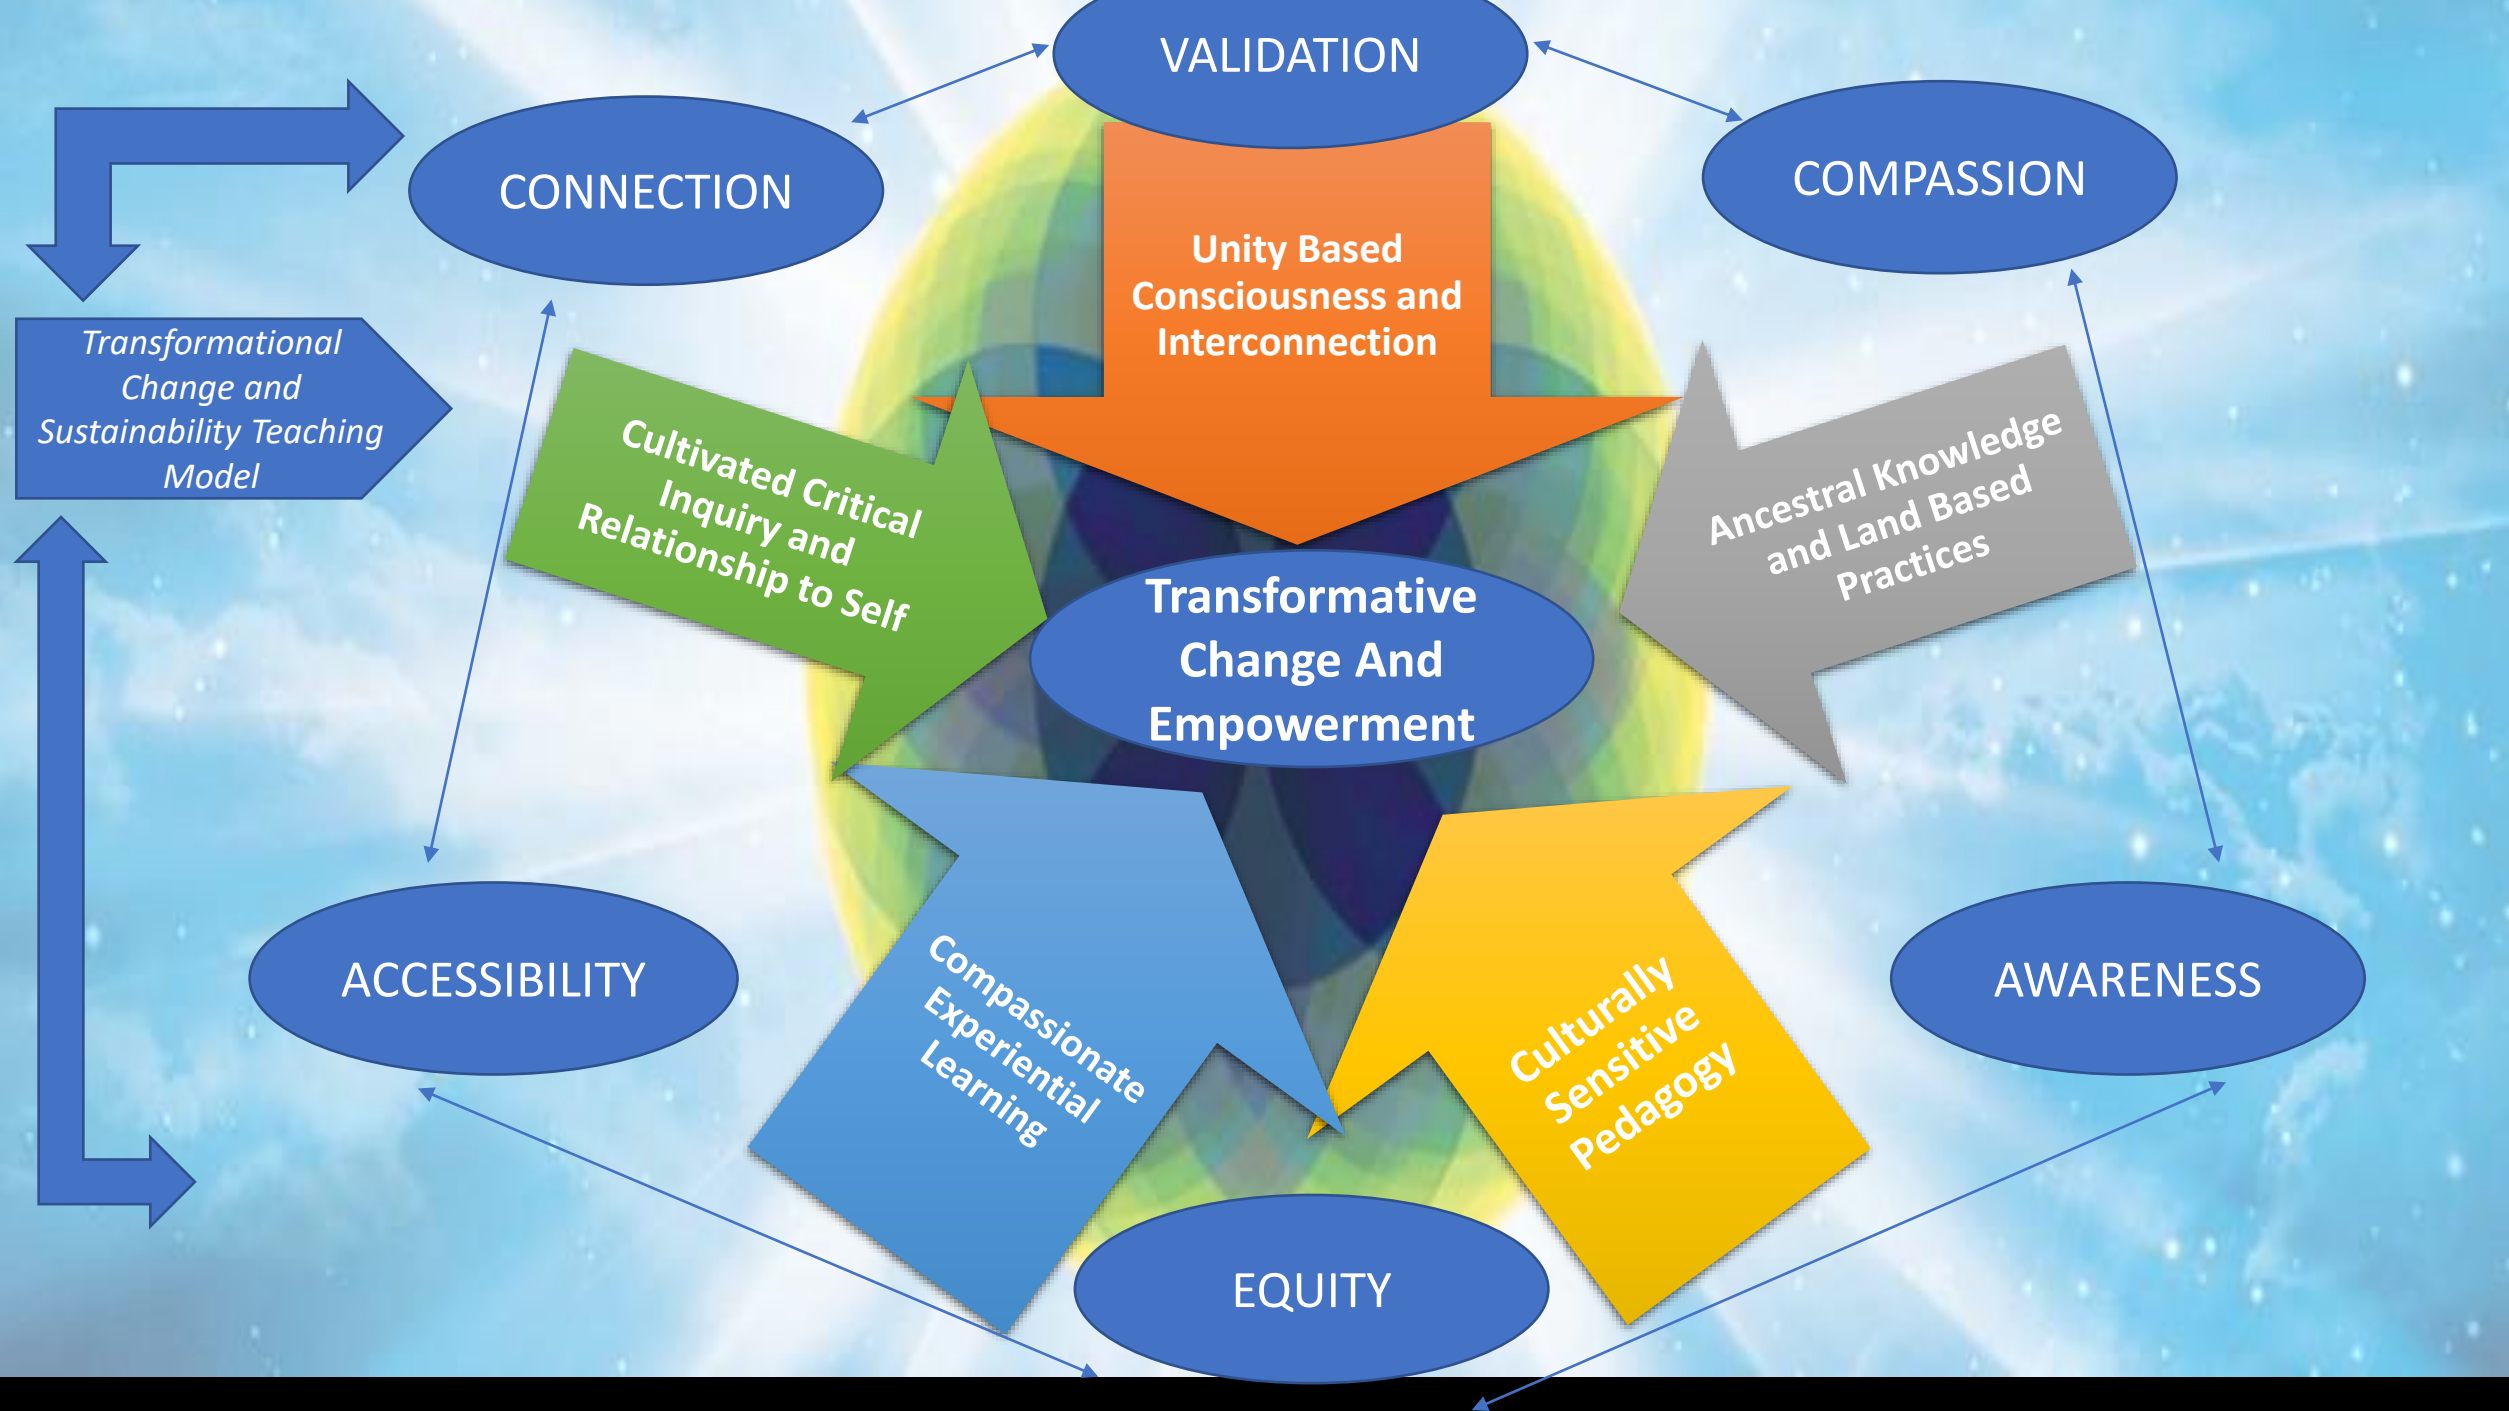 VALIDATION
CONNECTION
COMPASSION
Unity Based
Consciousness and
Interconnection
Transformational
Change and
Sustainability Teaching
Model
Cultivated Critical
Inquiry and
Relationship to Self
Ancestral Knowledge
and Land Based
Practices
Transformative
Change And
Empowerment
ACCESSIBILITY
Compassionate
Experiential
Learning
Culturally
Sensitive
Pedagogy
AWARENESS
EQUITY